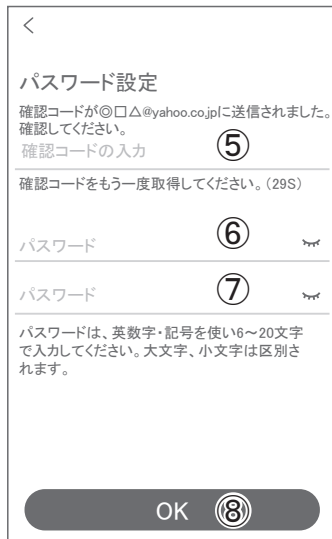 パスワード設定
確認コードが◎□△@yahoo.co.jpに送信されました。
確認してください。
確認コードの入力 ⑤
確認コードをもう一度取得してください。(29S)
パスワード ⑥
パスワード ⑦
パスワードは、英数字・記号を使い6~20文字
で入力してください。大文字、小文字は区別さ
れます。
OK ⑧